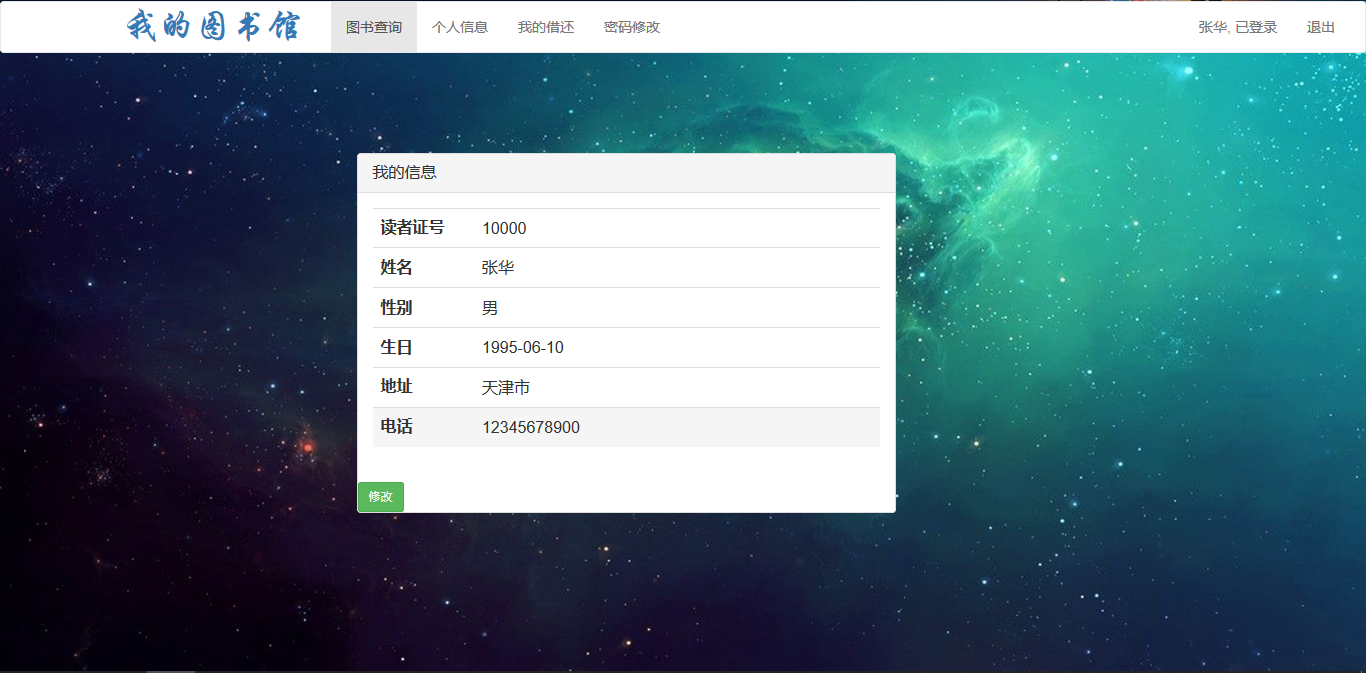 我的图书馆 图书查询 个人信息 我的借还 密码修改 张华, 已登录 退出
我的信息
读者证号 10000
姓名 张华
性别 男
生日 1995-06-10
地址 天津市
电话 12345678900
修改